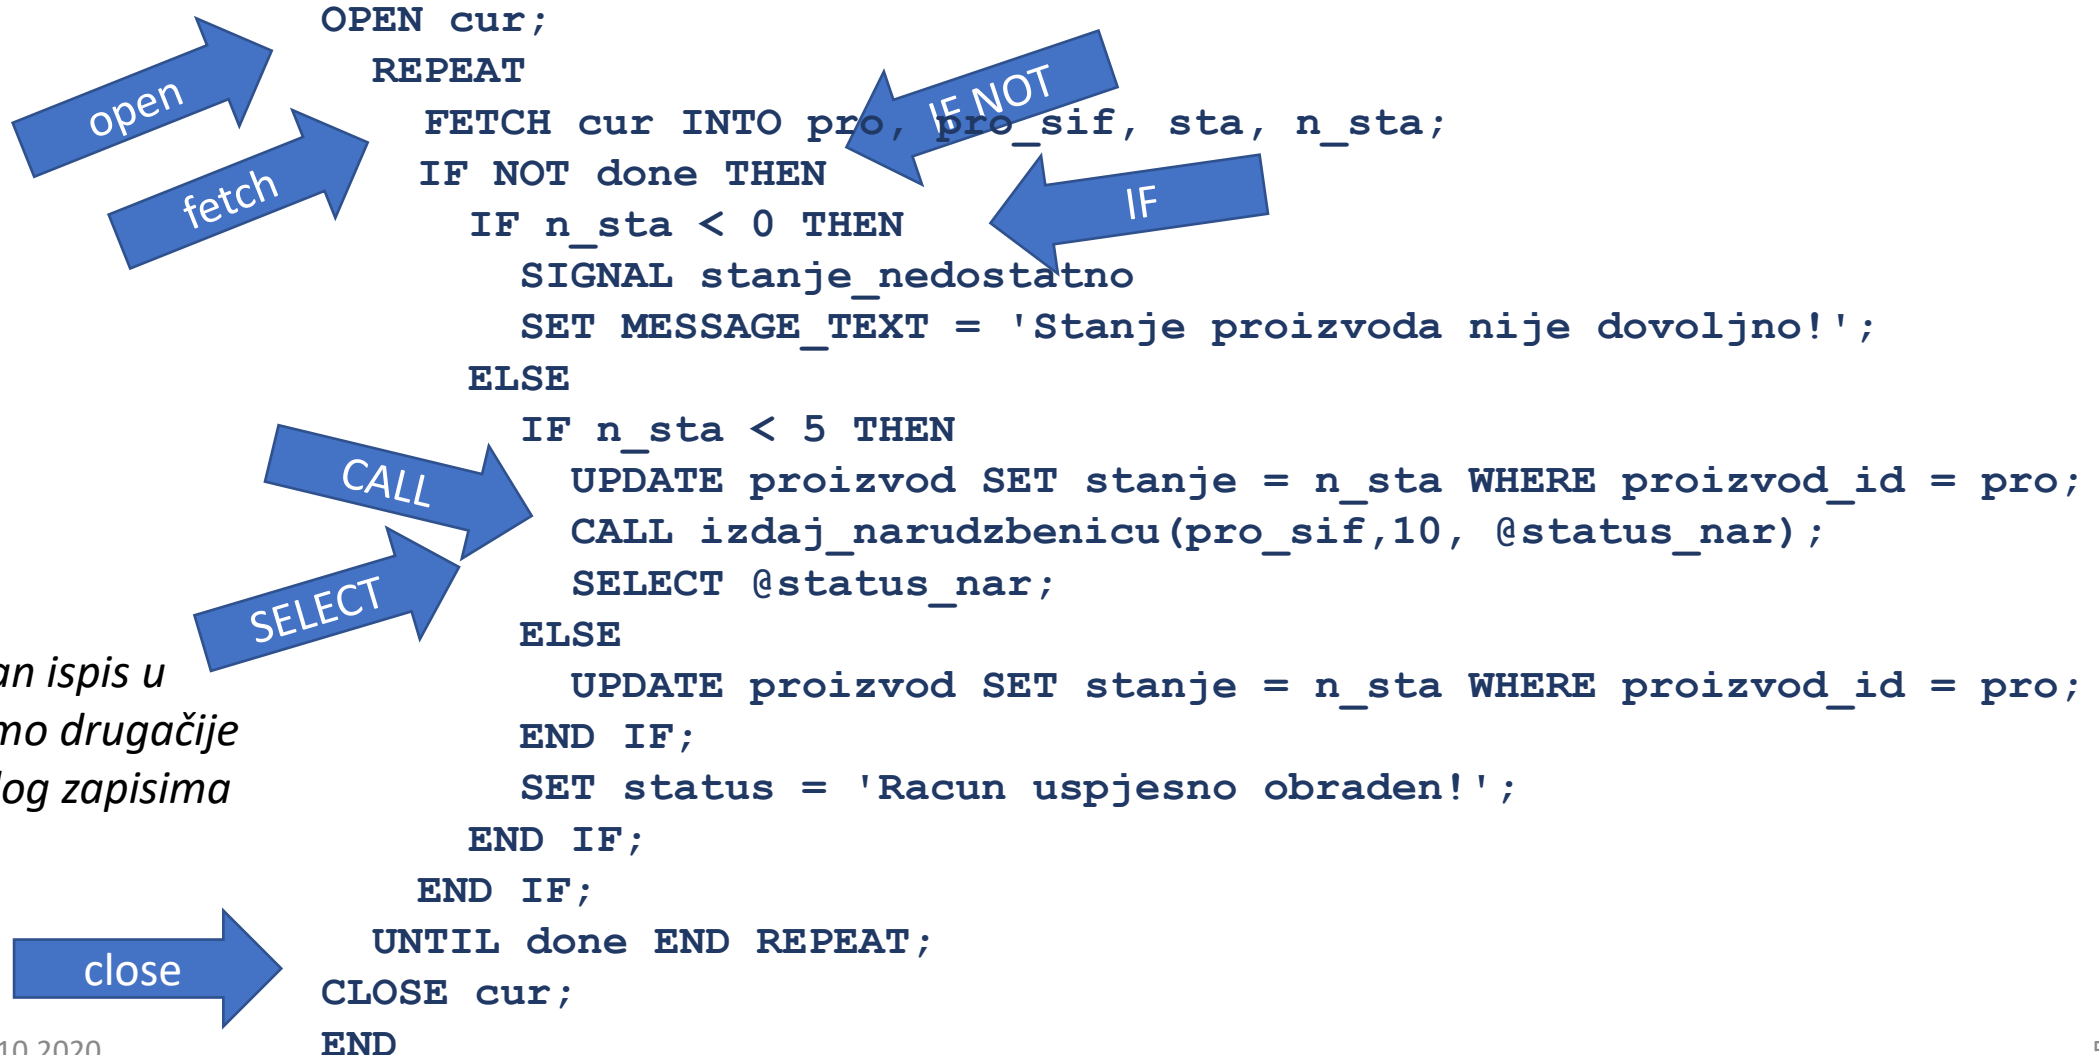 OPEN cur;
REPEAT
FETCH cur INTO pro, pro_sif, sta, n_sta;
IF NOT done THEN
IF n_sta < 0 THEN
SIGNAL stanje_nedostatno
SET MESSAGE_TEXT = 'Stanje proizvoda nije dovoljno!';
ELSE
IF n_sta < 5 THEN
UPDATE proizvod SET stanje = n_sta WHERE proizvod_id = pro;
CALL izdaj_narudzbenicu(pro_sif,10, @status_nar);
SELECT @status_nar;
ELSE
UPDATE proizvod SET stanje = n_sta WHERE proizvod_id = pro;
END IF;
SET status = 'Racun uspjesno obraden!';
END IF;
END IF;
UNTIL done END REPEAT;
CLOSE cur;
END
open
fetch
IF NOT
IF
CALL
SELECT
close
ispis u
drugačije
zapisima
10.2020